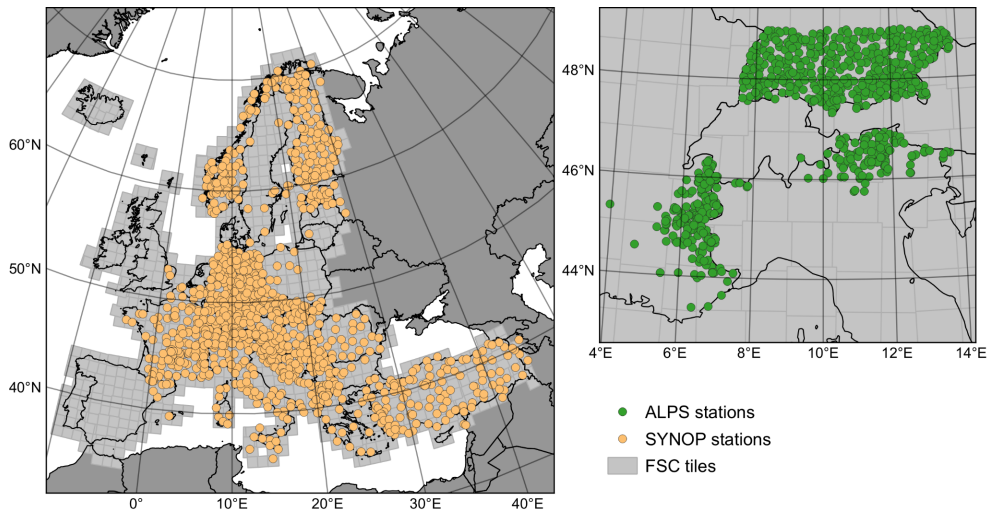 60°N
50°N
40°N
0°
10°E
20°E
30°E
40°E
48°N
46°N
44°N
4°E
6°E
8°E
10°E
12°E
14°E
ALPS stations
SYNOP stations
FSC tiles